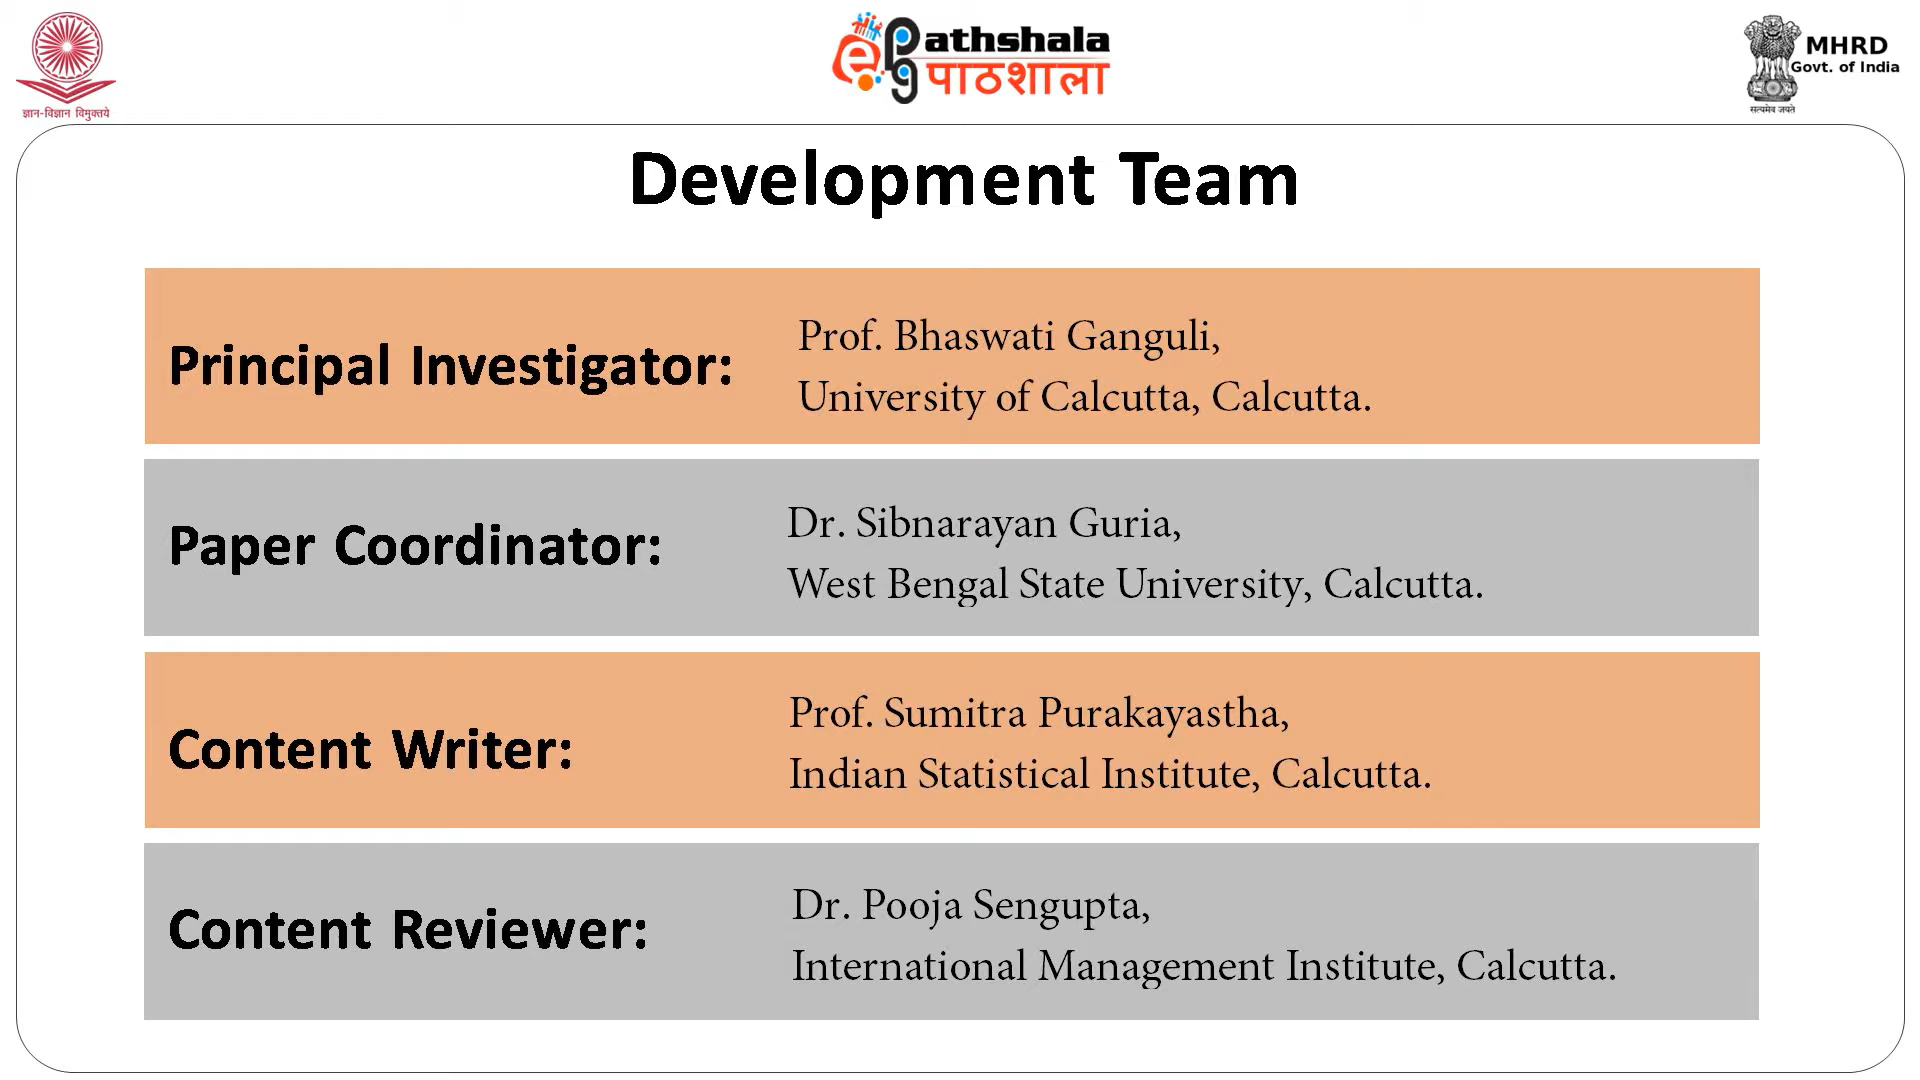 ज्ञान-विज्ञान विमुक्तये
e pg Pathshala
पाठशाला
MHRD
Govt. of India
सत्यमेव जयते
Development Team
Principal Investigator:
Prof. Bhaswati Ganguli,
University of Calcutta, Calcutta.
Paper Coordinator:
Dr. Sibnarayan Guria,
West Bengal State University, Calcutta.
Content Writer:
Prof. Sumitra Purakayastha,
Indian Statistical Institute, Calcutta.
Content Reviewer:
Dr. Pooja Sengupta,
International Management Institute, Calcutta.